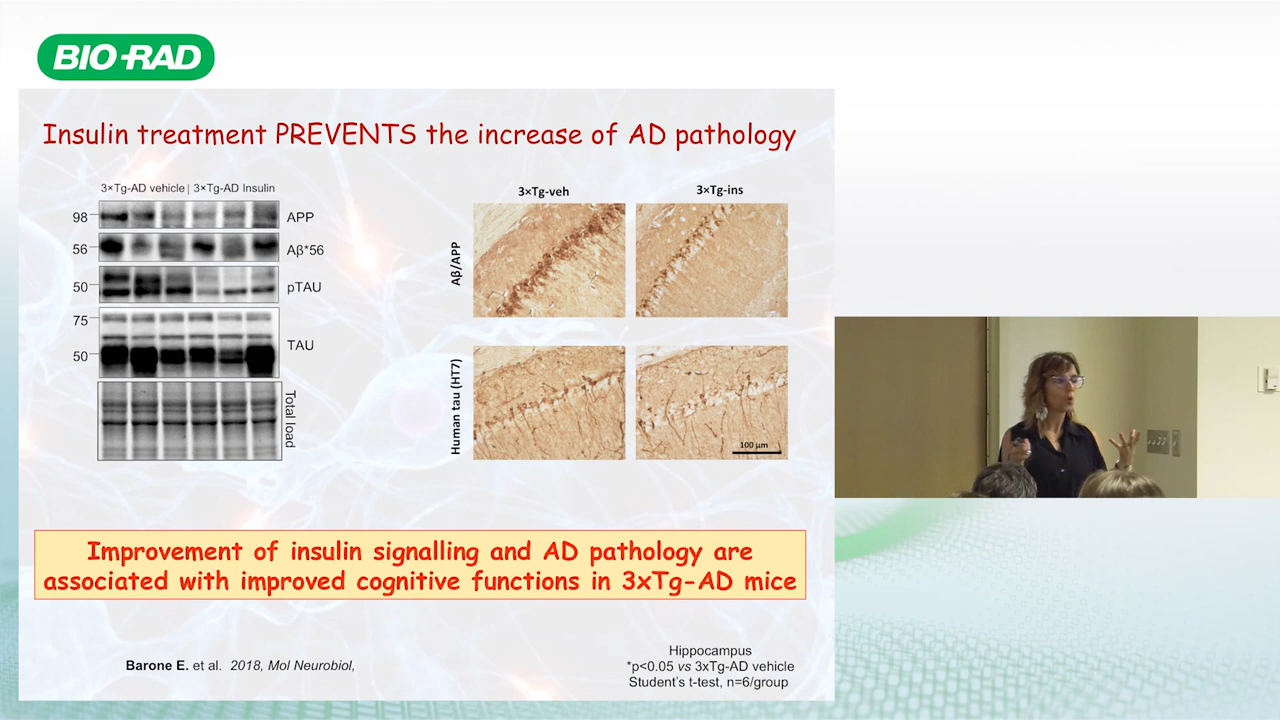 BIO-RAD
Insulin treatment PREVENTS the increase of AD pathology
3×Tg-AD vehicle | 3×Tg-AD Insulin
98
APP
56
Aβ*56
50
pTAU
75
50
TAU
Total load
3×Tg-veh
3×Tg-ins
Aβ/APP
Human tau (HT7)
100 µm
Improvement of insulin signalling and AD pathology are
associated with improved cognitive functions in 3xTg-AD mice
Barone E. et al. 2018, Mol Neurobiol,
Hippocampus
*p<0.05 vs 3xTg-AD vehicle
Student's t-test, n=6/group